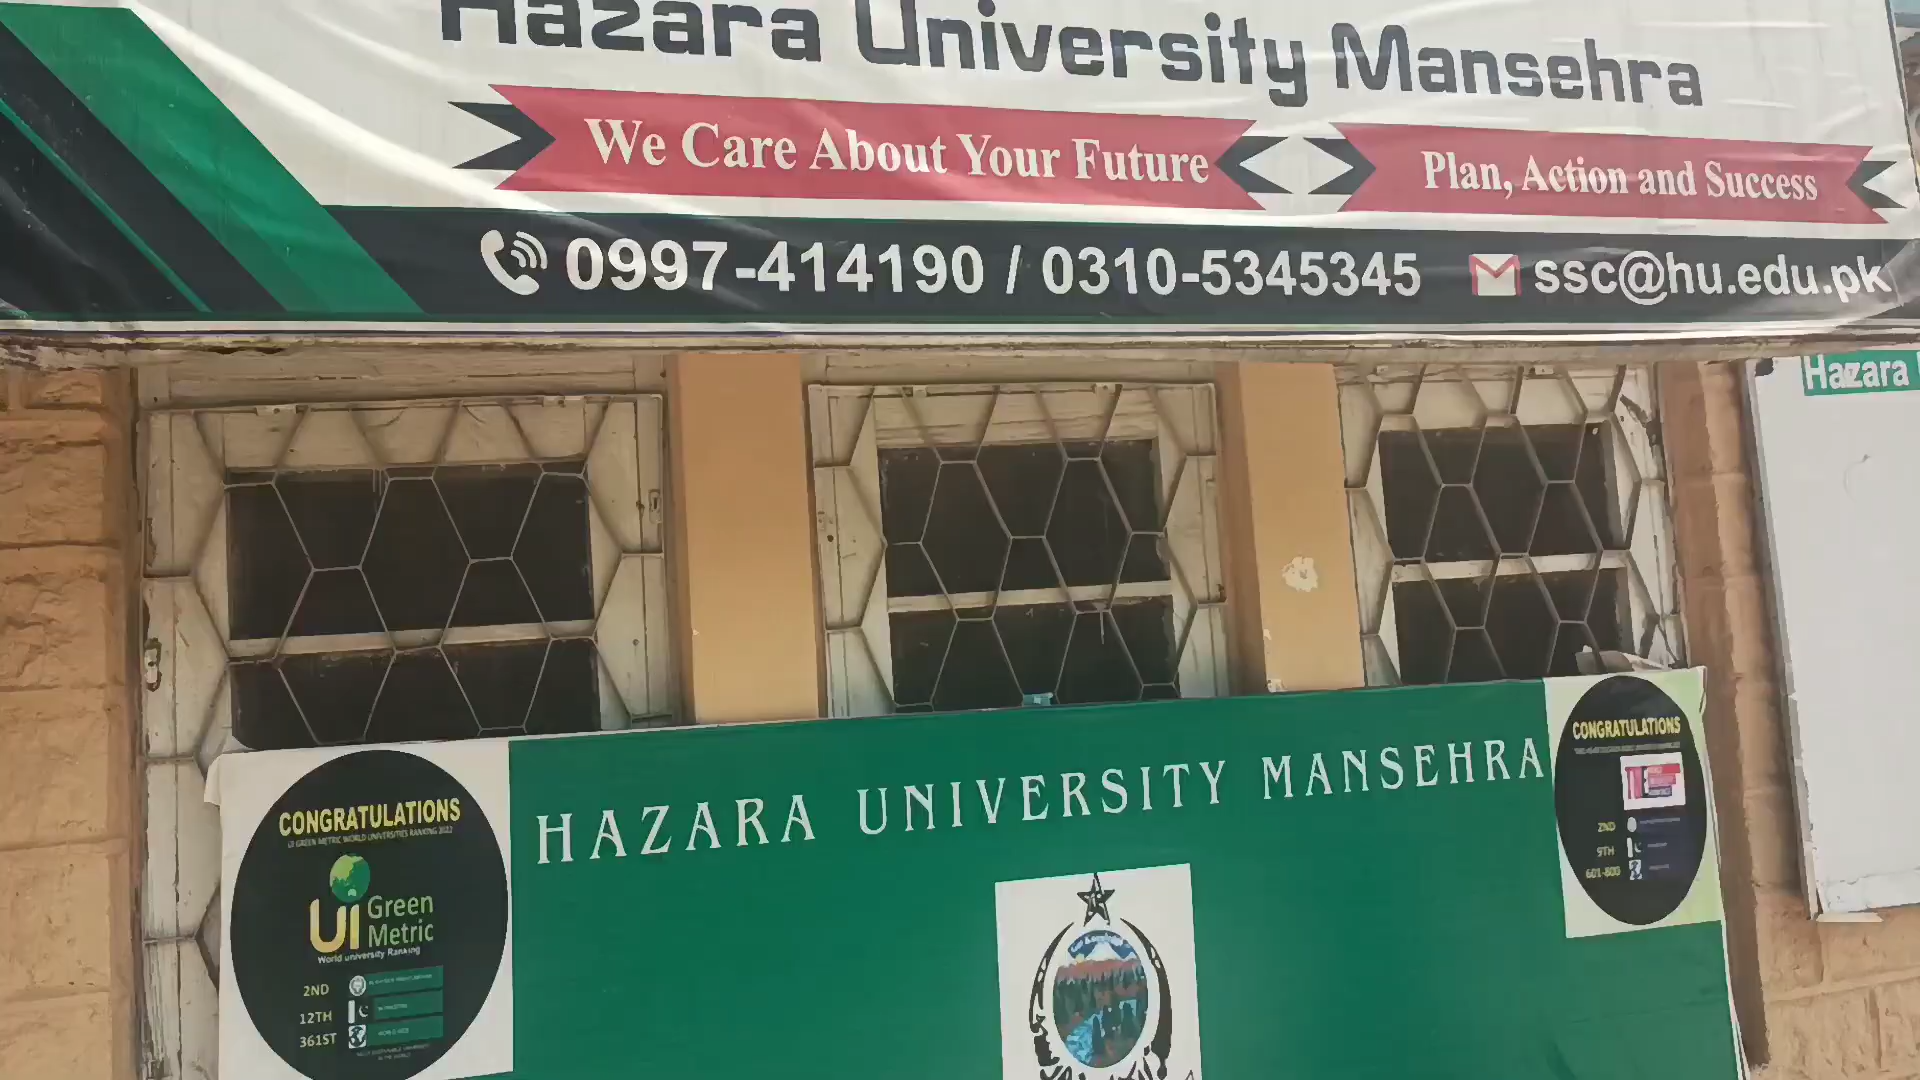 Hazara University Mansehra
We Care About Your Future
Plan, Action and Success
0997-414190 / 0310-5345345
ssc@hu.edu.pk
Hazara
HAZARA UNIVERSITY MANSEHRA
CONGRATULATIONS
UI GREEN METRIC WORLD UNIVERSITIES RANKING 2022
UI Green
Metric
World University Ranking
2ND
12TH
361ST
CONGRATULATIONS
2ND
9TH
601-800